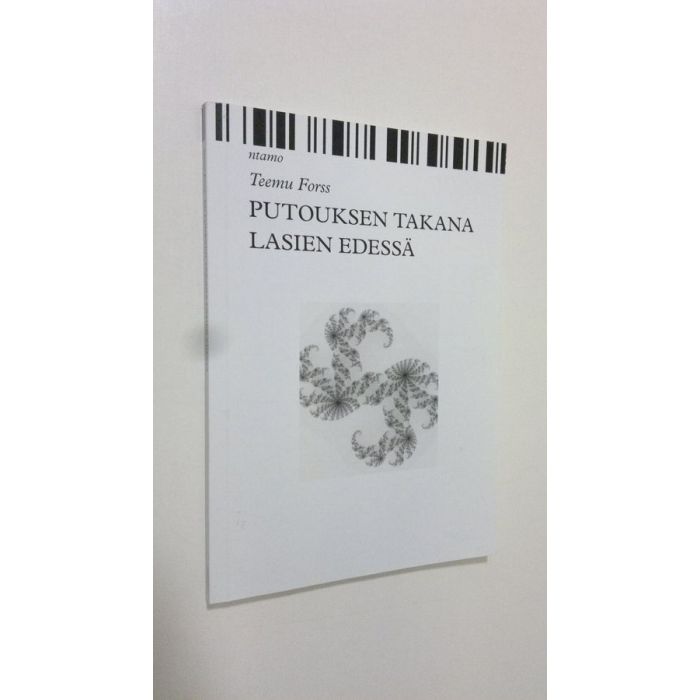 ntamo
Teemu Forss
PUTOUKSEN TAKANA
LASIEN EDESSÄ